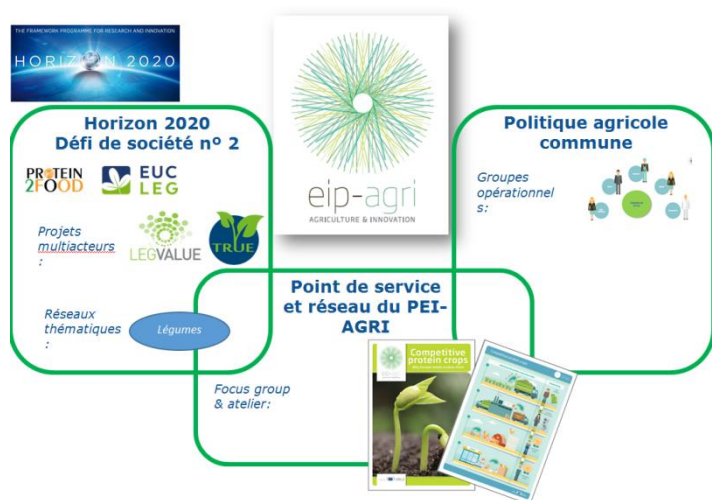 THE FRAMEWORK PROGRAMME FOR RESEARCH AND INNOVATION
HORIZON 2020
Horizon 2020
Défi de société nº 2
PROTEIN
2FOOD
EUC
LEG
Projets
multiacteurs
:
LEGVALUE
TRUE
Réseaux
thématiques
:
Légumes
eip-agri
AGRICULTURE & INNOVATION
Politique agricole
commune
Groupes
opérationnel
s:
Point de service
et réseau du PEI-
AGRI
Focus group
& atelier:
eip-agri
Competitive
protein crops